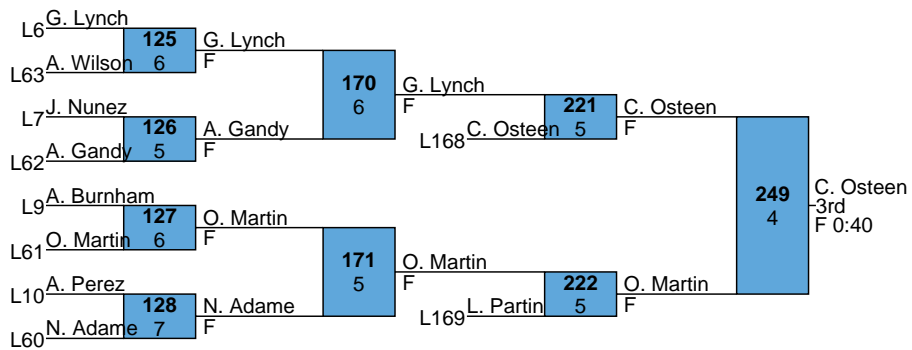 G. Lynch
L6
125
G. Lynch
A. Wilson
L63
6
F
170
G. Lynch
6
F
J. Nunez
L7
126
A. Gandy
A. Gandy
L62
5
F
221
C. Osteen
C. Osteen
L168
5
F
A. Burnham
L9
127
O. Martin
O. Martin
L61
6
F
249
4
C. Osteen
3rd
F 0:40
171
O. Martin
5
F
A. Perez
L10
128
N. Adame
N. Adame
L60
7
F
222
O. Martin
L. Partin
L169
5
F